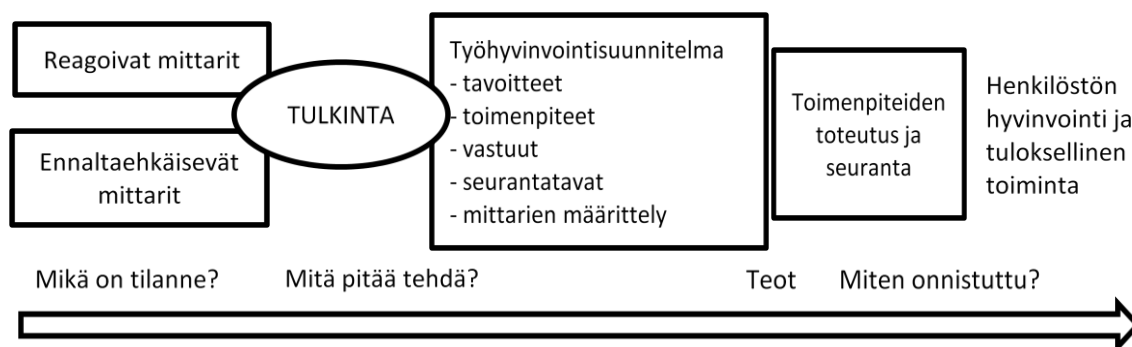 Reagoivat mittarit
Ennaltaehkäisevät
mittarit
TULKINTA
Työhyvinvointisuunnitelma
- tavoitteet
- toimenpiteet
- vastuut
- seurantatavat
- mittarien määrittely
Toimenpiteiden
toteutus ja
seuranta
Henkilöstön
hyvinvointi ja
tuloksellinen
toiminta
Mikä on tilanne?
Mitä pitää tehdä?
Teot
Miten onnistuttu?